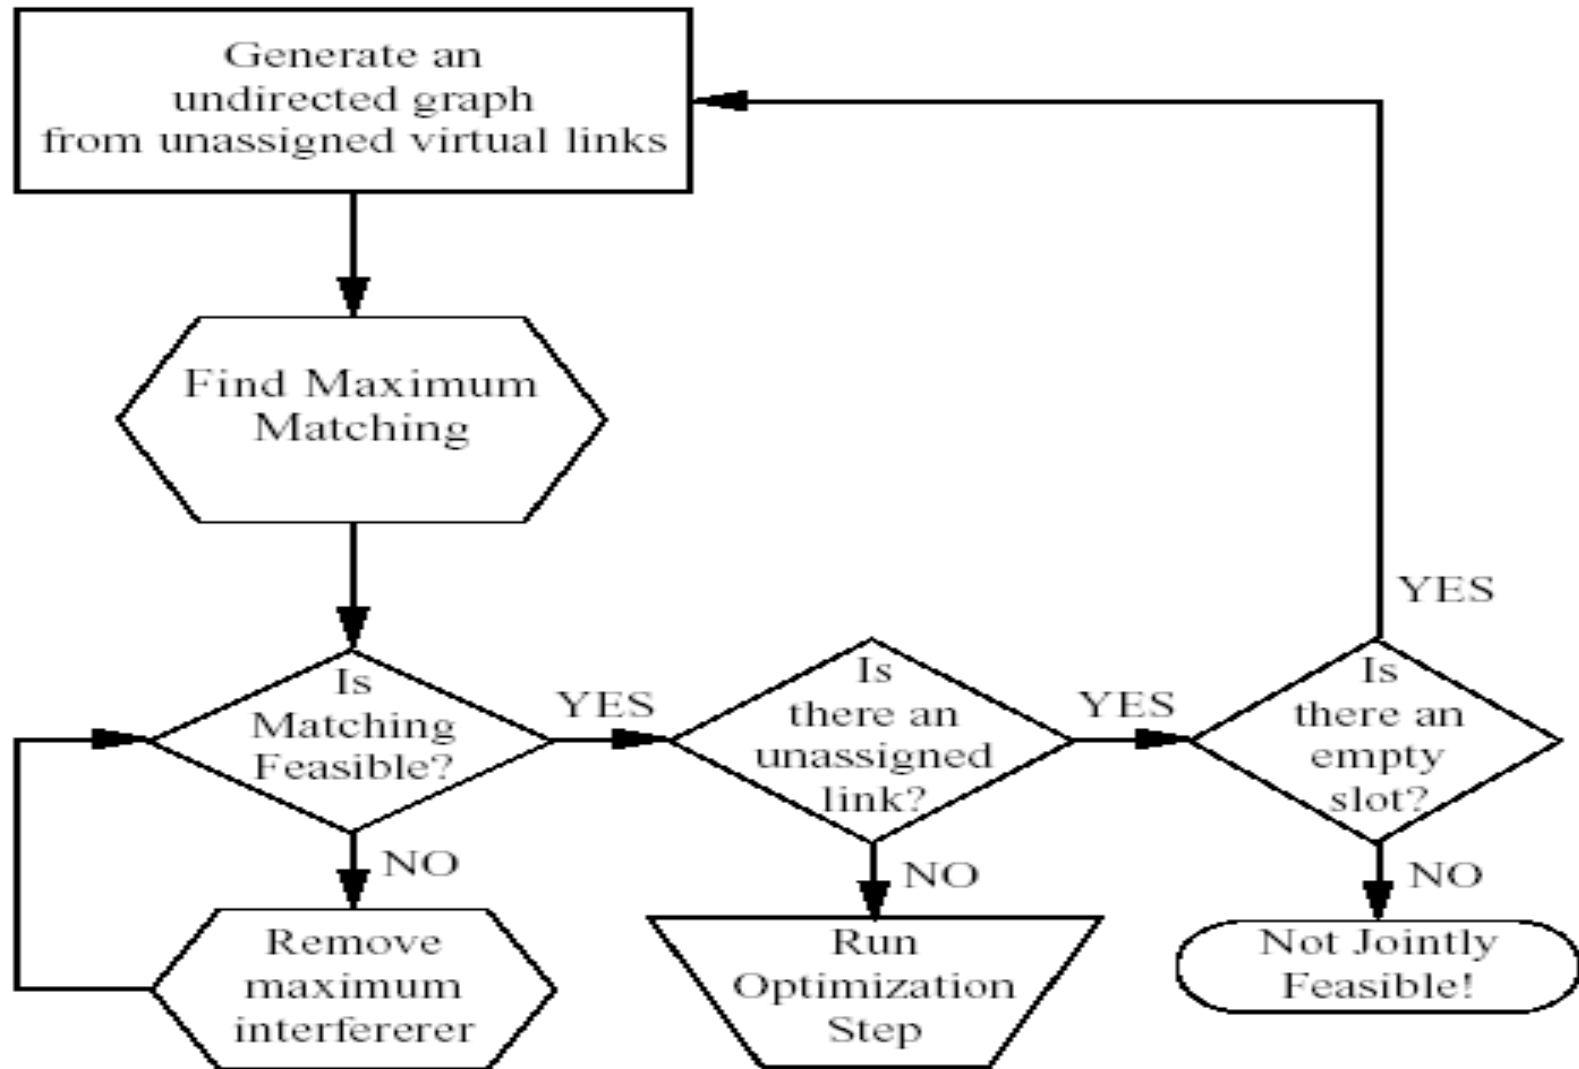 Generate an
undirected graph
from unassigned virtual links
Find Maximum
Matching
YES
Is
Matching
Feasible?
YES
Is
there an
unassigned
link?
YES
Is
there an
empty
slot?
NO
NO
NO
Remove
maximum
interfererer
Run
Optimization
Step
Not Jointly
Feasible!